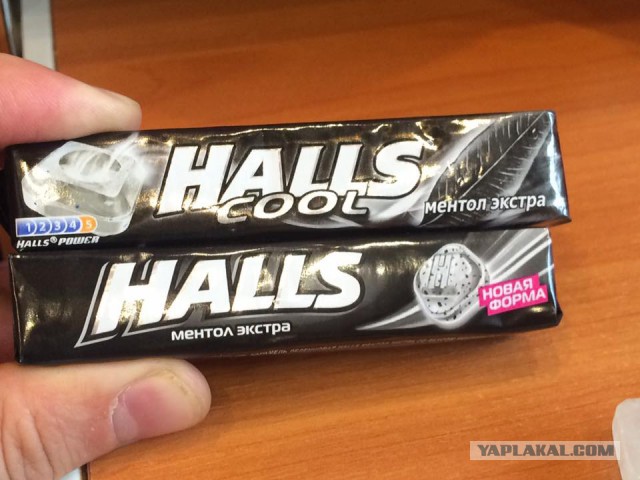 HALLS
COOL
ментол экстра
1 2 3 4 5
HALLS® POWER
HALLS
ментол экстра
НОВАЯ
ФОРМА
YAPLAKAL.COM